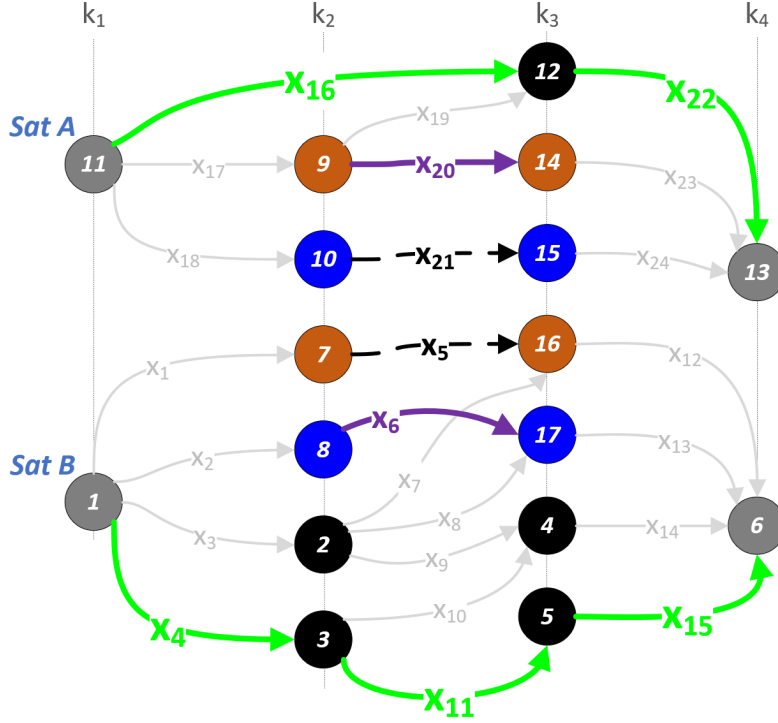 k₁ k₂ k₃ k₄
12
x₁₆ x₂₂
x₁₉
Sat A
11 x₁₇ 9 x₂₀ 14
x₂₃
x₁₈ 10 x₂₁ 15 x₂₄
13
x₁ 7 x₅ 16 x₁₂
x₆
Sat B x₂ 8 17 x₁₃
x₇
1
x₃ 2 x₈ 4 x₁₄ 6
x₉
x₄ 3 x₁₀ 5 x₁₅
x₁₁